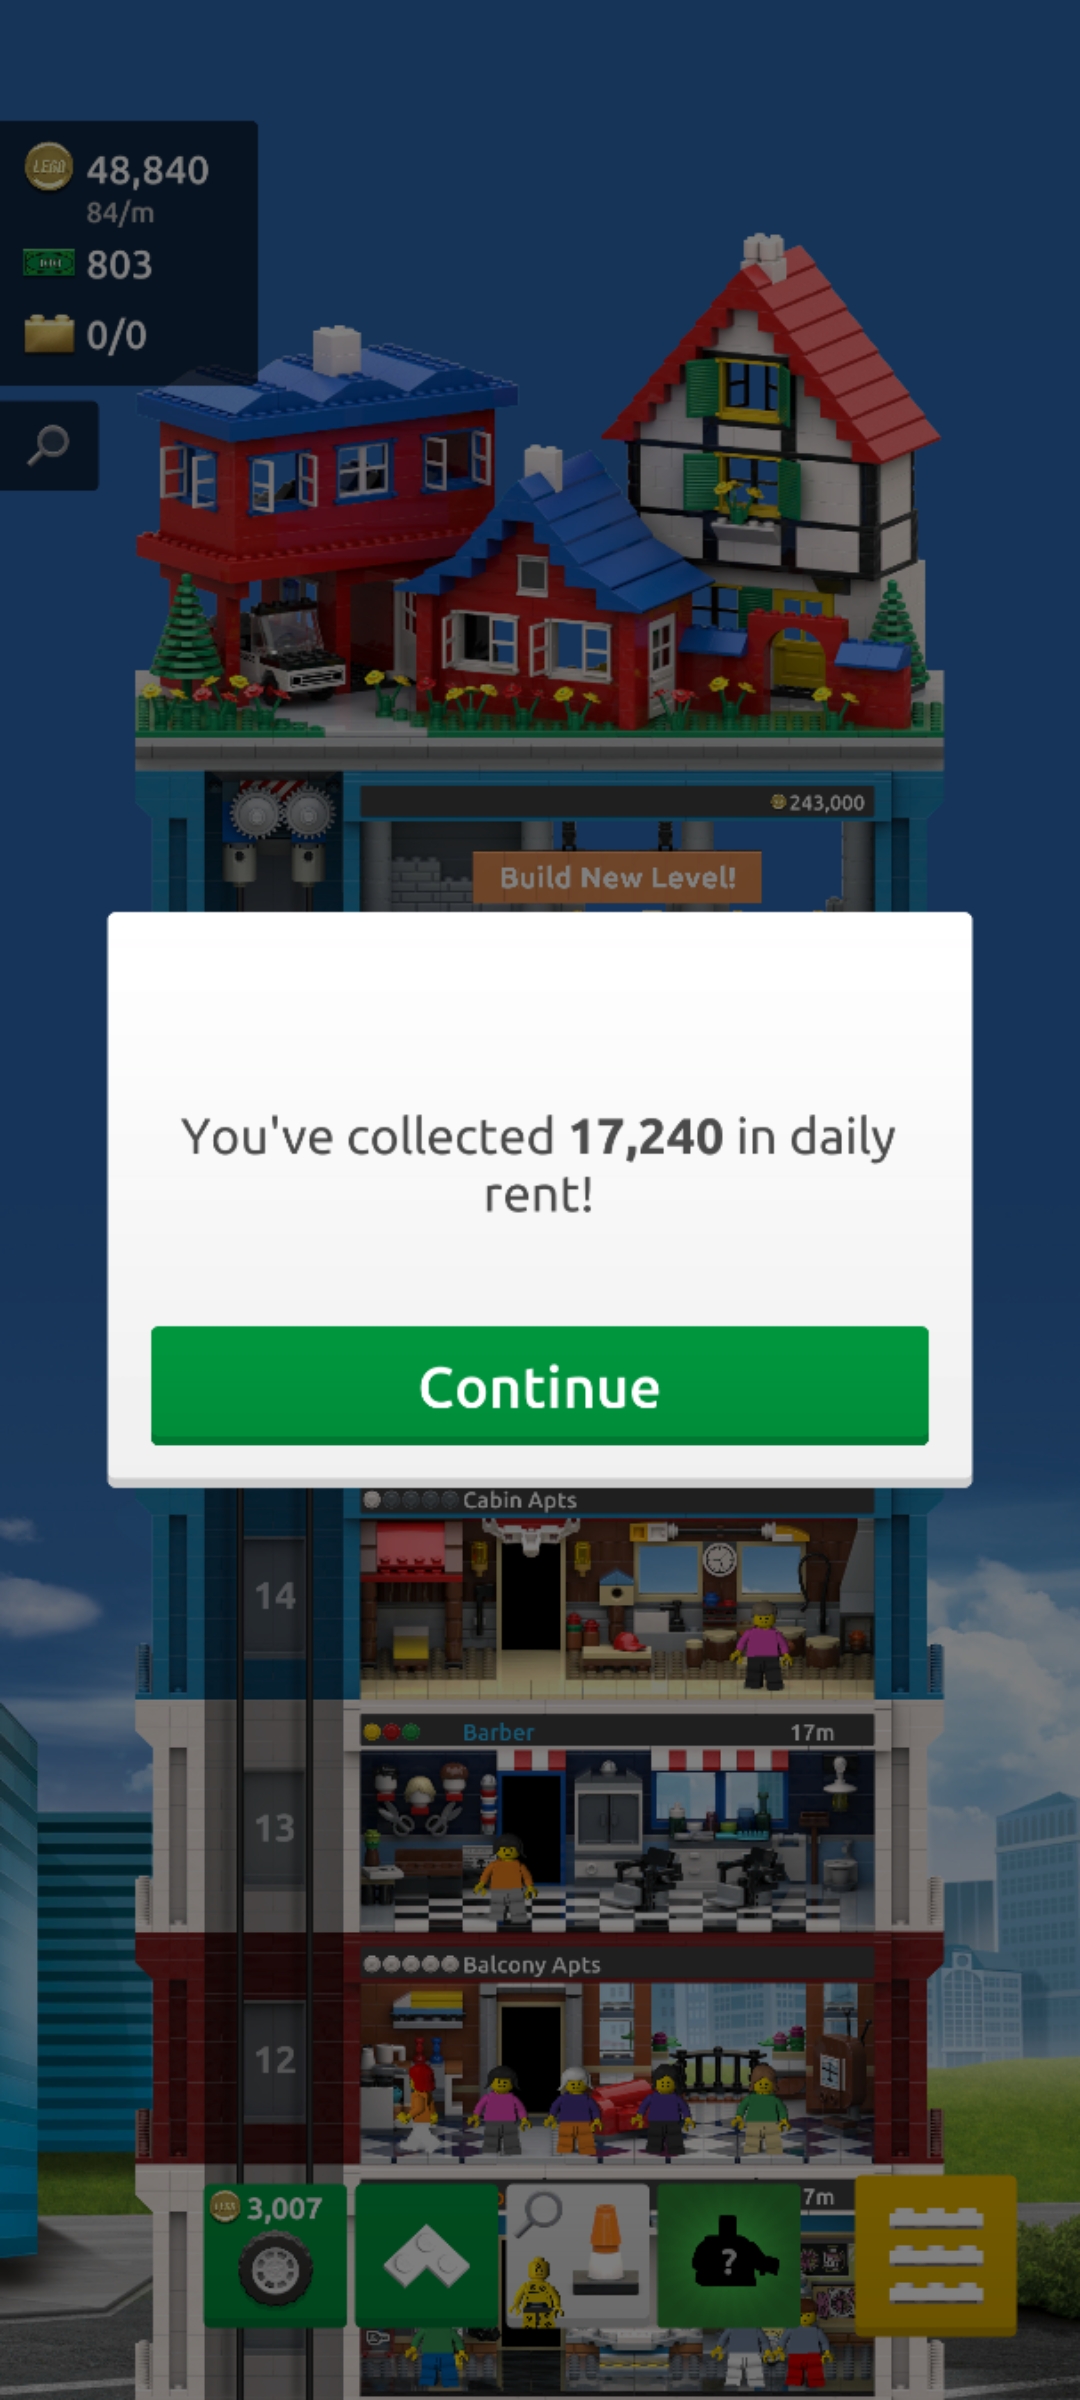 LEGO
48,840
84/m
803
0/0
243,000
Build New Level!
You've collected 17,240 in daily
rent!
Continue
Cabin Apts
14
Barber 17m
13
Balcony Apts
12
7m
3,007
?